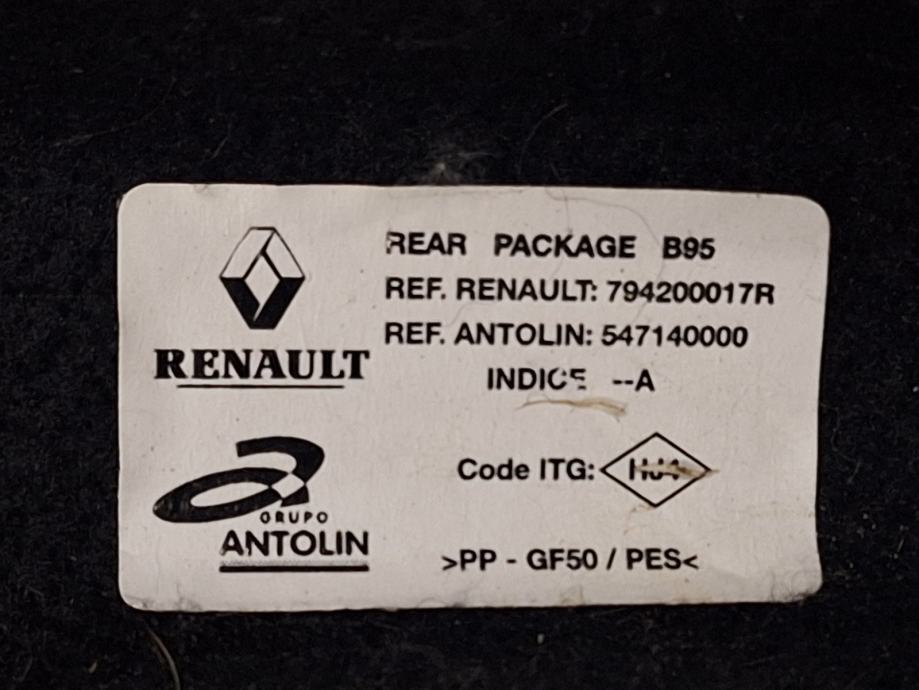 REAR PACKAGE B95
REF. RENAULT: 794200017R
REF. ANTOLIN: 547140000
INDICE --A
RENAULT
Code ITG:
GRUPO
ANTOLIN
>PP - GF50 / PES<